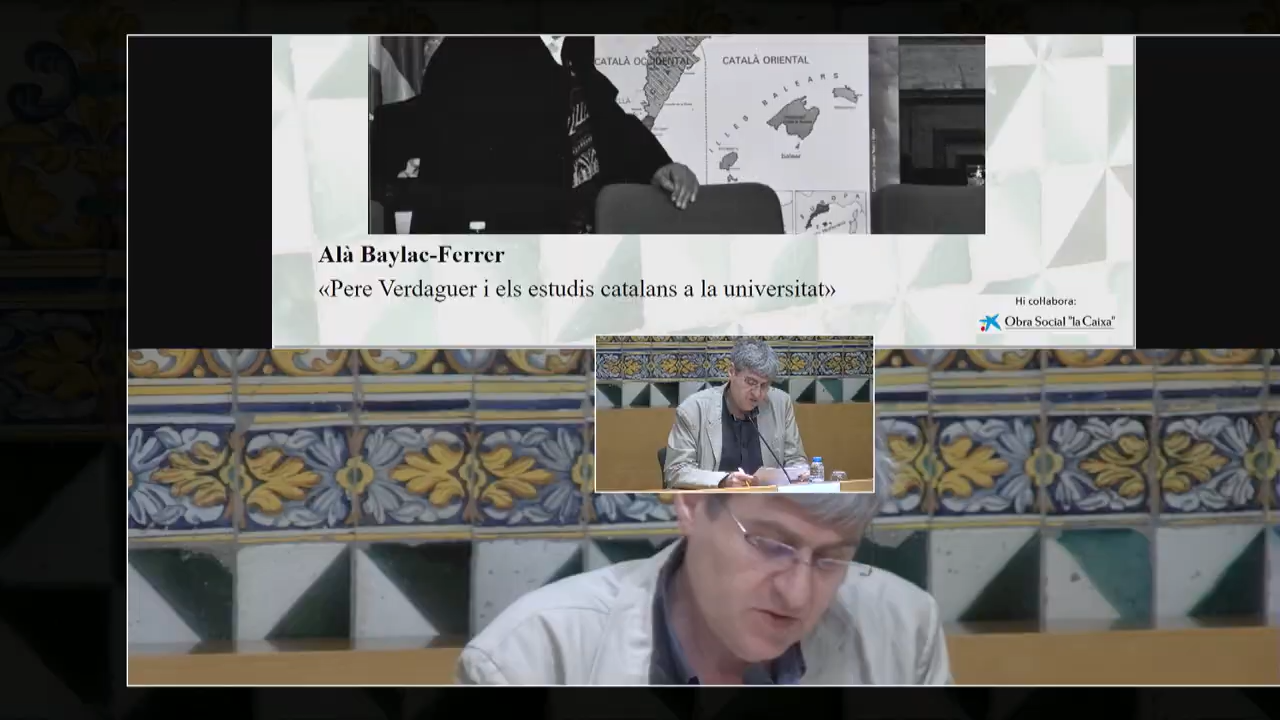 CATALÀ OCCIDENTAL
CATALÀ ORIENTAL
ILLES BALEARS
EUROPA
Alà Baylac-Ferrer
«Pere Verdaguer i els estudis catalans a la universitat»
Hi col·labora:
Obra Social "la Caixa"